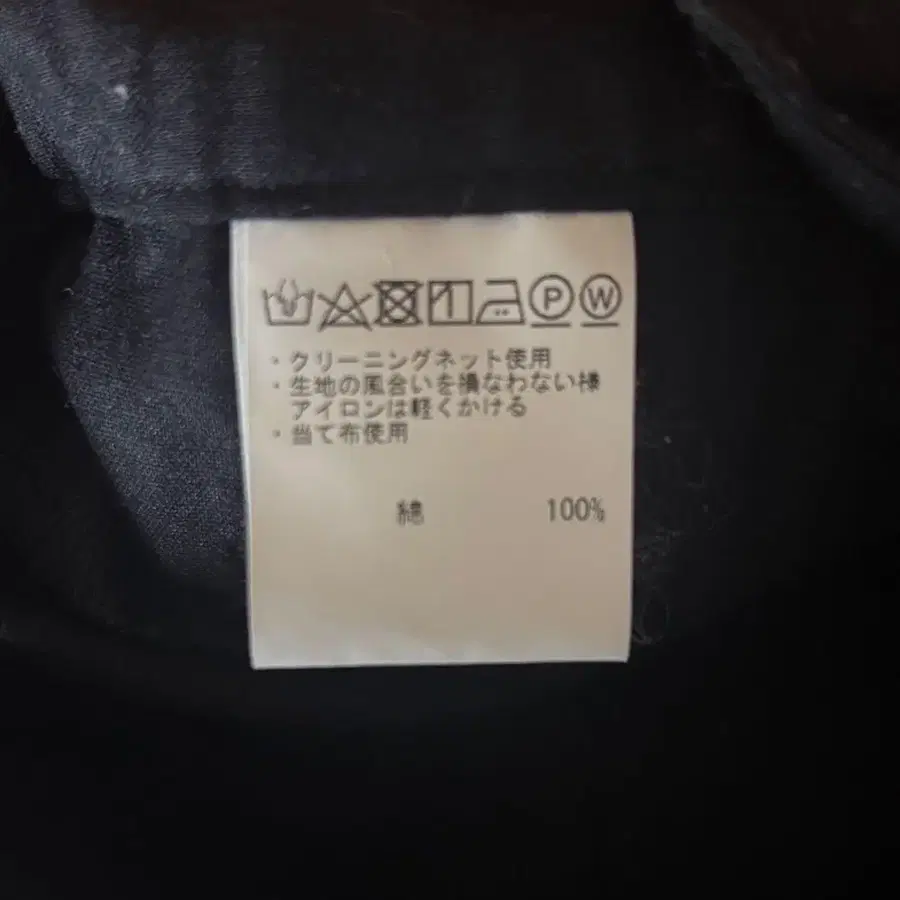 P W
・クリーニングネット使用
・生地の風合いを損なわない様
アイロンは軽くかける
・当て布使用
綿 100%